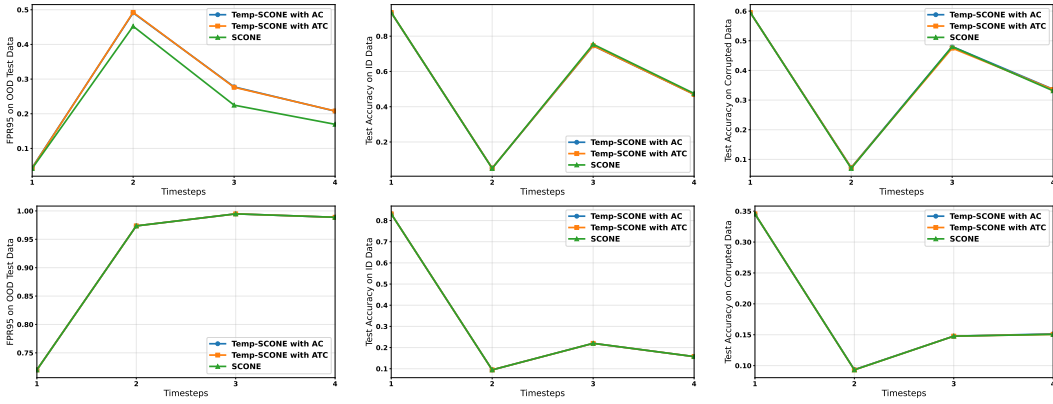 FPR95 on OOD Test Data
0.5
0.4
0.3
0.2
0.1
1 2 3 4
Timesteps
Temp-SCONE with AC
Temp-SCONE with ATC
SCONE
Test Accuracy on ID Data
0.8
0.6
0.4
0.2
1 2 3 4
Timesteps
Temp-SCONE with AC
Temp-SCONE with ATC
SCONE
Test Accuracy on Corrupted Data
0.6
0.5
0.4
0.3
0.2
0.1
1 2 3 4
Timesteps
Temp-SCONE with AC
Temp-SCONE with ATC
SCONE
FPR95 on OOD Test Data
1.00
0.95
0.90
0.85
0.80
0.75
1 2 3 4
Timesteps
Temp-SCONE with AC
Temp-SCONE with ATC
SCONE
Test Accuracy on ID Data
0.8
0.7
0.6
0.5
0.4
0.3
0.2
0.1
1 2 3 4
Timesteps
Temp-SCONE with AC
Temp-SCONE with ATC
SCONE
Test Accuracy on Corrupted Data
0.35
0.30
0.25
0.20
0.15
0.10
1 2 3 4
Timesteps
Temp-SCONE with AC
Temp-SCONE with ATC
SCONE